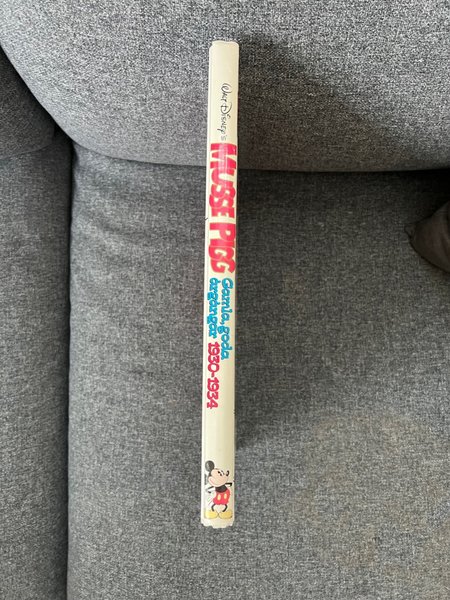 Walt Disney's
MUSSE PIGG
Gamla, goda
årgångar 1930-1934